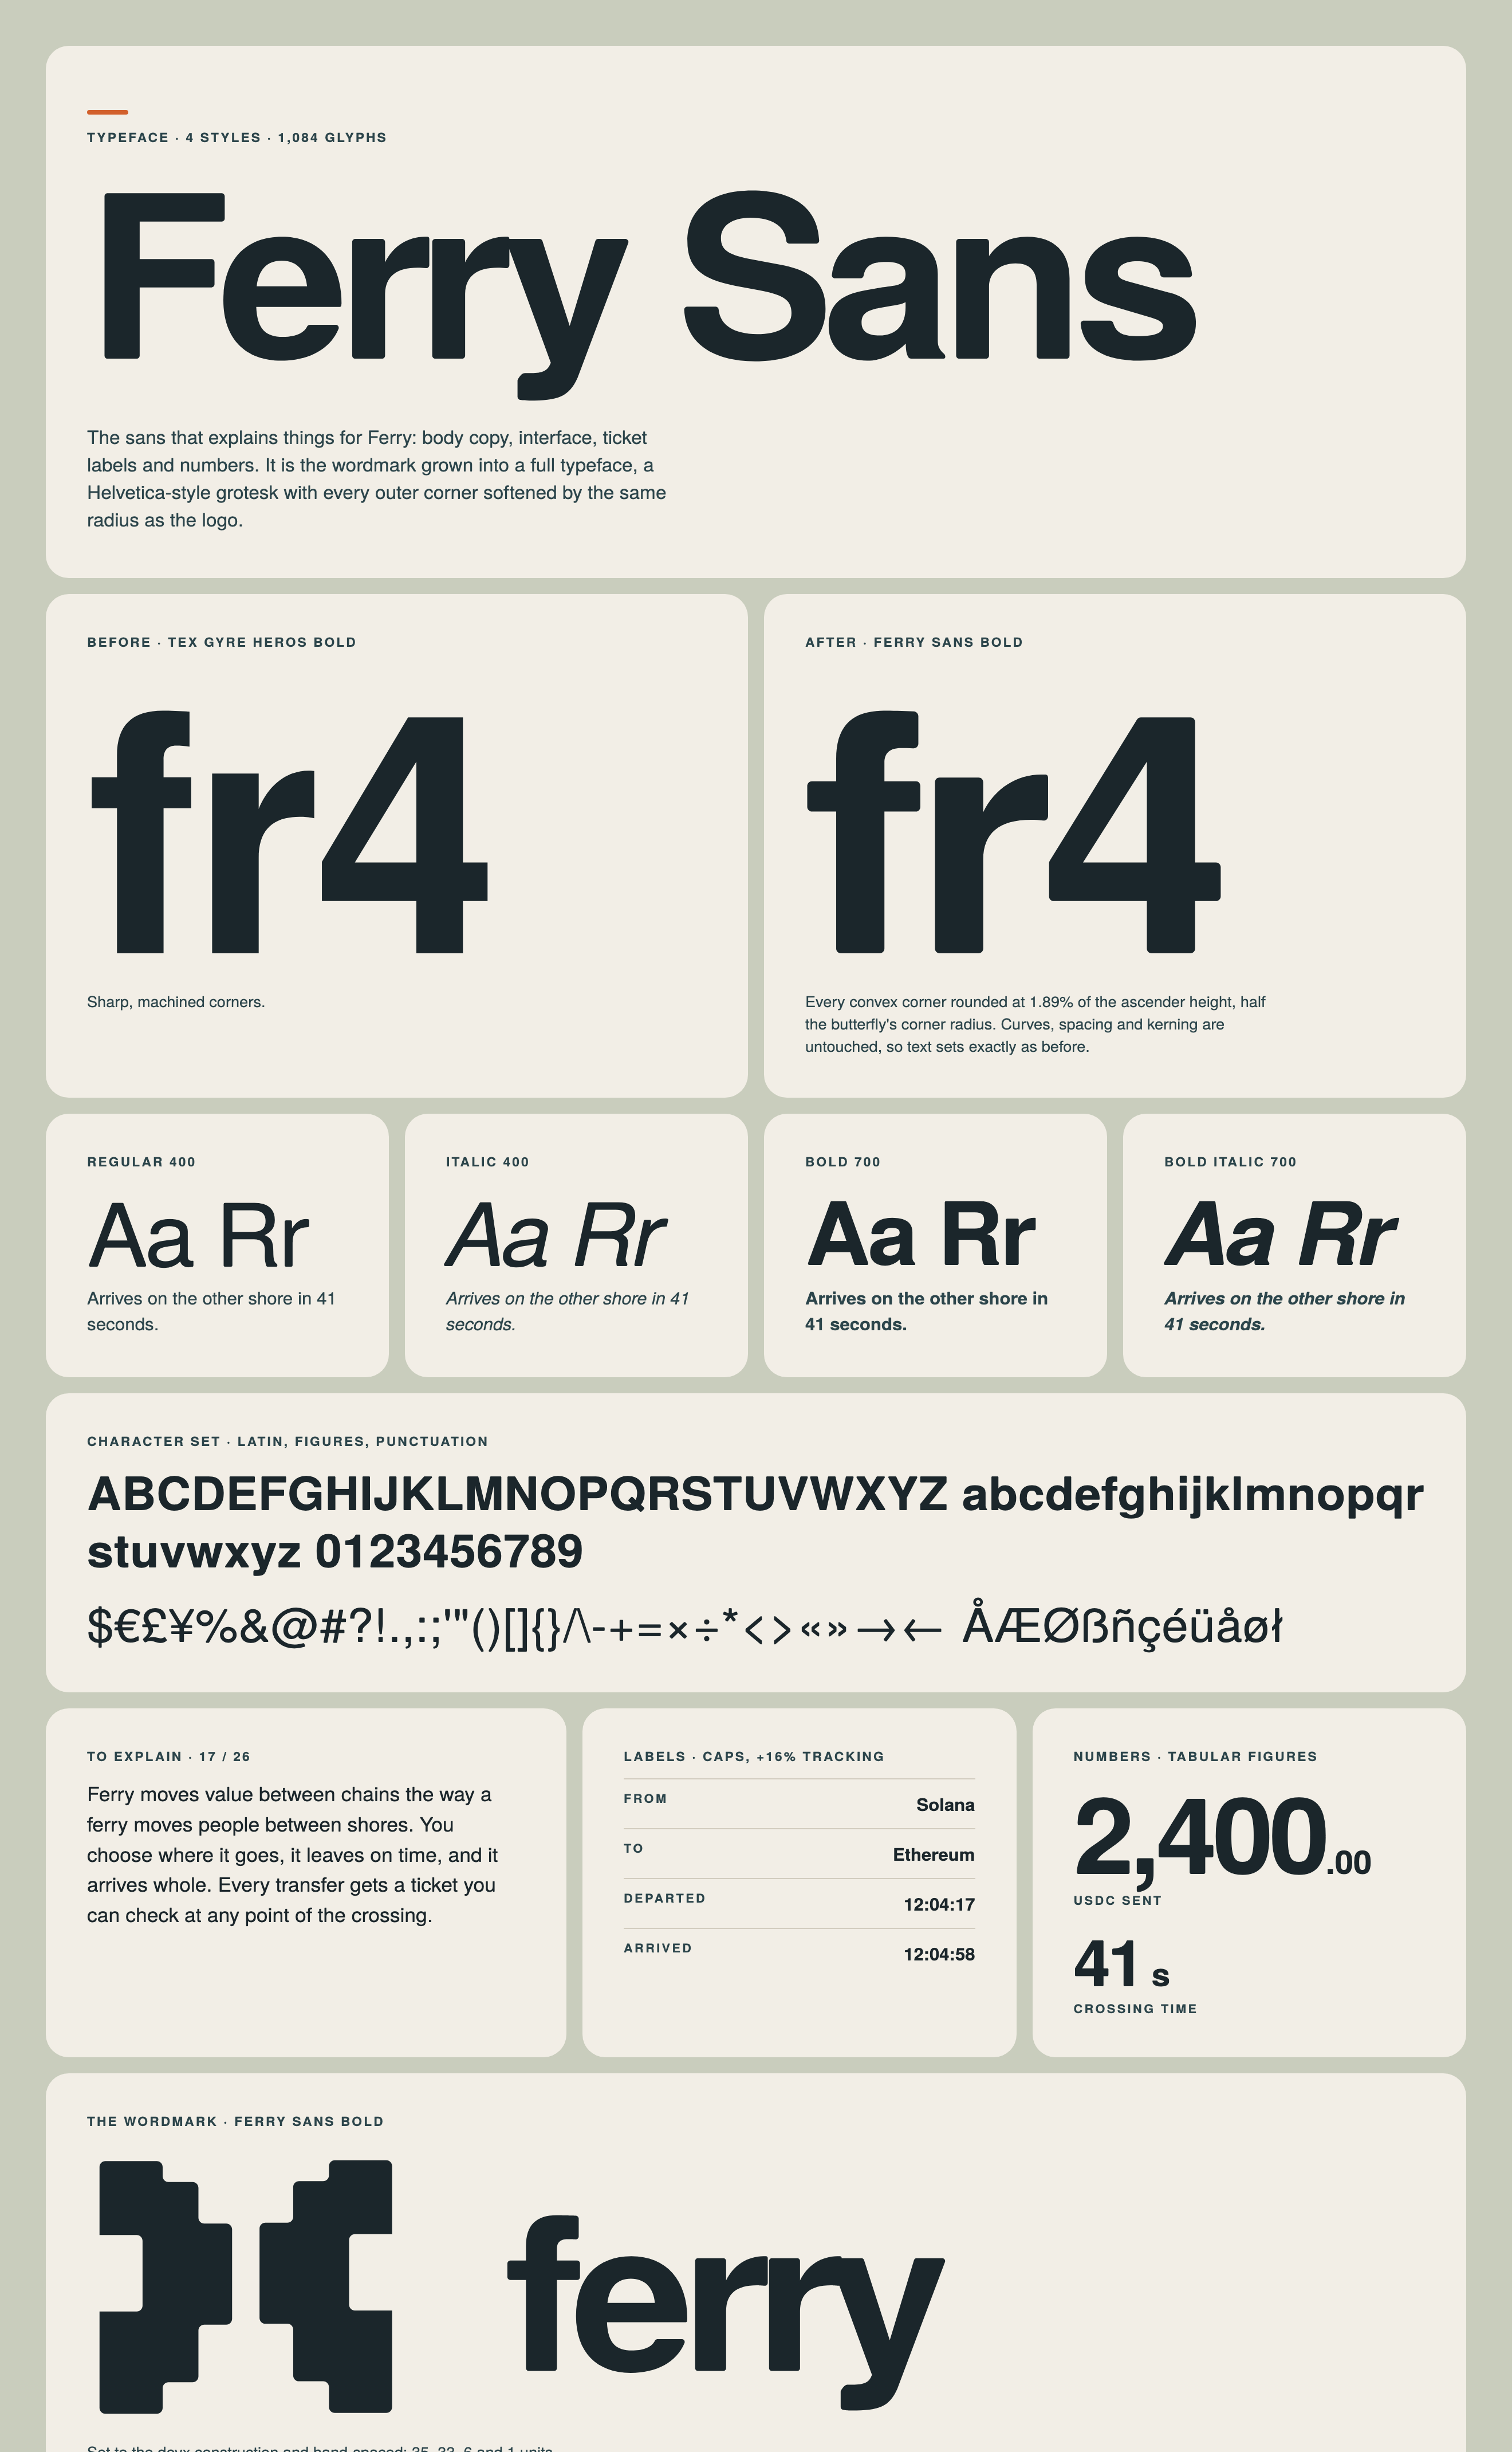 TYPEFACE · 4 STYLES · 1,084 GLYPHS
Ferry Sans
The sans that explains things for Ferry: body copy, interface, ticket
labels and numbers. It is the wordmark grown into a full typeface, a
Helvetica-style grotesk with every outer corner softened by the same
radius as the logo.
BEFORE · TEX GYRE HEROS BOLD
fr4
Sharp, machined corners.
AFTER · FERRY SANS BOLD
fr4
Every convex corner rounded at 1.89% of the ascender height, half
the butterfly's corner radius. Curves, spacing and kerning are
untouched, so text sets exactly as before.
REGULAR 400
Aa Rr
Arrives on the other shore in 41
seconds.
ITALIC 400
Aa Rr
Arrives on the other shore in 41
seconds.
BOLD 700
Aa Rr
Arrives on the other shore in
41 seconds.
BOLD ITALIC 700
Aa Rr
Arrives on the other shore in
41 seconds.
CHARACTER SET · LATIN, FIGURES, PUNCTUATION
ABCDEFGHIJKLMNOPQRSTUVWXYZ abcdefghijklmnopqr
stuvwxyz 0123456789
$€£¥%&@#?!.,:;'"()[]{}/\-+=×÷*<>«»→← ÅÆØßñçéüåøł
TO EXPLAIN · 17 / 26
Ferry moves value between chains the way a
ferry moves people between shores. You
choose where it goes, it leaves on time, and it
arrives whole. Every transfer gets a ticket you
can check at any point of the crossing.
LABELS · CAPS, +16% TRACKING
FROM Solana
TO Ethereum
DEPARTED 12:04:17
ARRIVED 12:04:58
NUMBERS · TABULAR FIGURES
2,400.00
USDC SENT
41 s
CROSSING TIME
THE WORDMARK · FERRY SANS BOLD
ferry